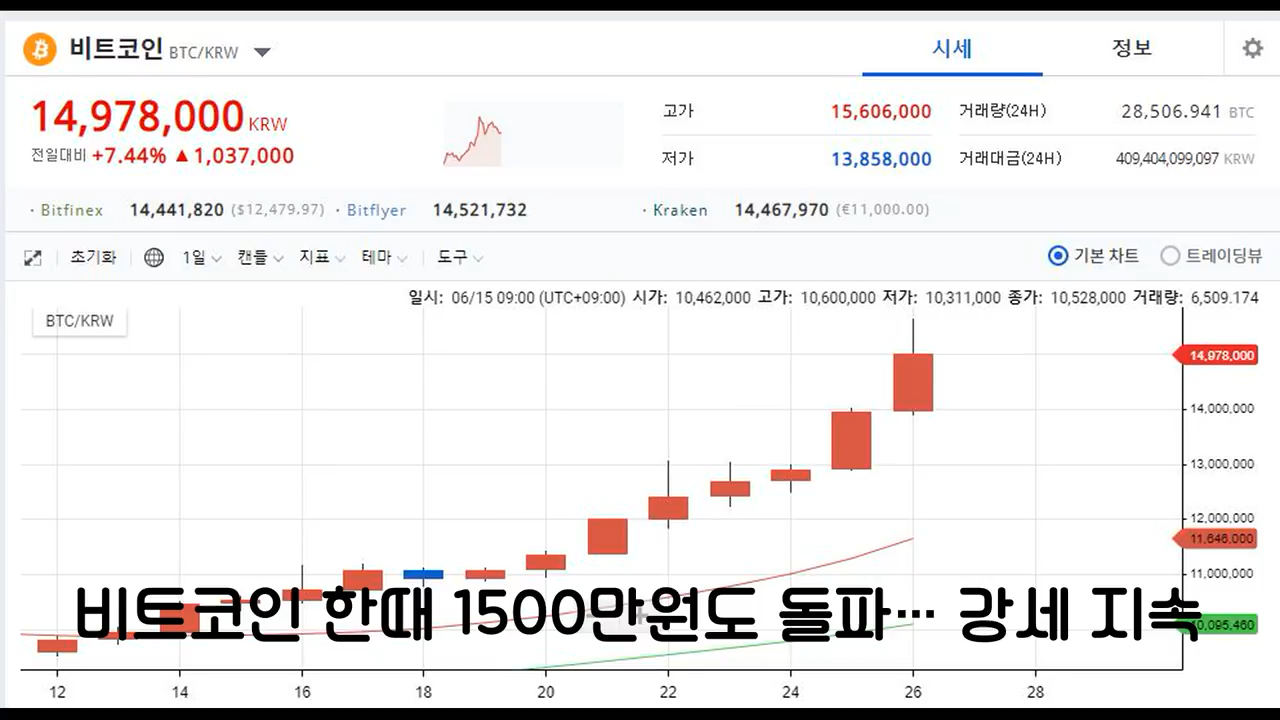 비트코인 BTC/KRW
시세 정보
14,978,000 KRW
전일대비 +7.44% ▲1,037,000
고가 15,606,000 거래량(24H) 28,506.941 BTC
저가 13,858,000 거래대금(24H) 409,404,099,097 KRW
· Bitfinex 14,441,820 ($12,479.97) · Bitflyer 14,521,732 · Kraken 14,467,970 (€11,000.00)
초기화 1일 캔들 지표 테마 도구 기본 차트 트레이딩뷰
일시: 06/15 09:00 (UTC+09:00) 시가: 10,462,000 고가: 10,600,000 저가: 10,311,000 종가: 10,528,000 거래량: 6,509.174
BTC/KRW
14,978,000
14,000,000
13,000,000
12,000,000
11,646,000
11,000,000
비트코인 한때 1500만원도 돌파… 강세 지속
10,095,460
12 14 16 18 20 22 24 26 28